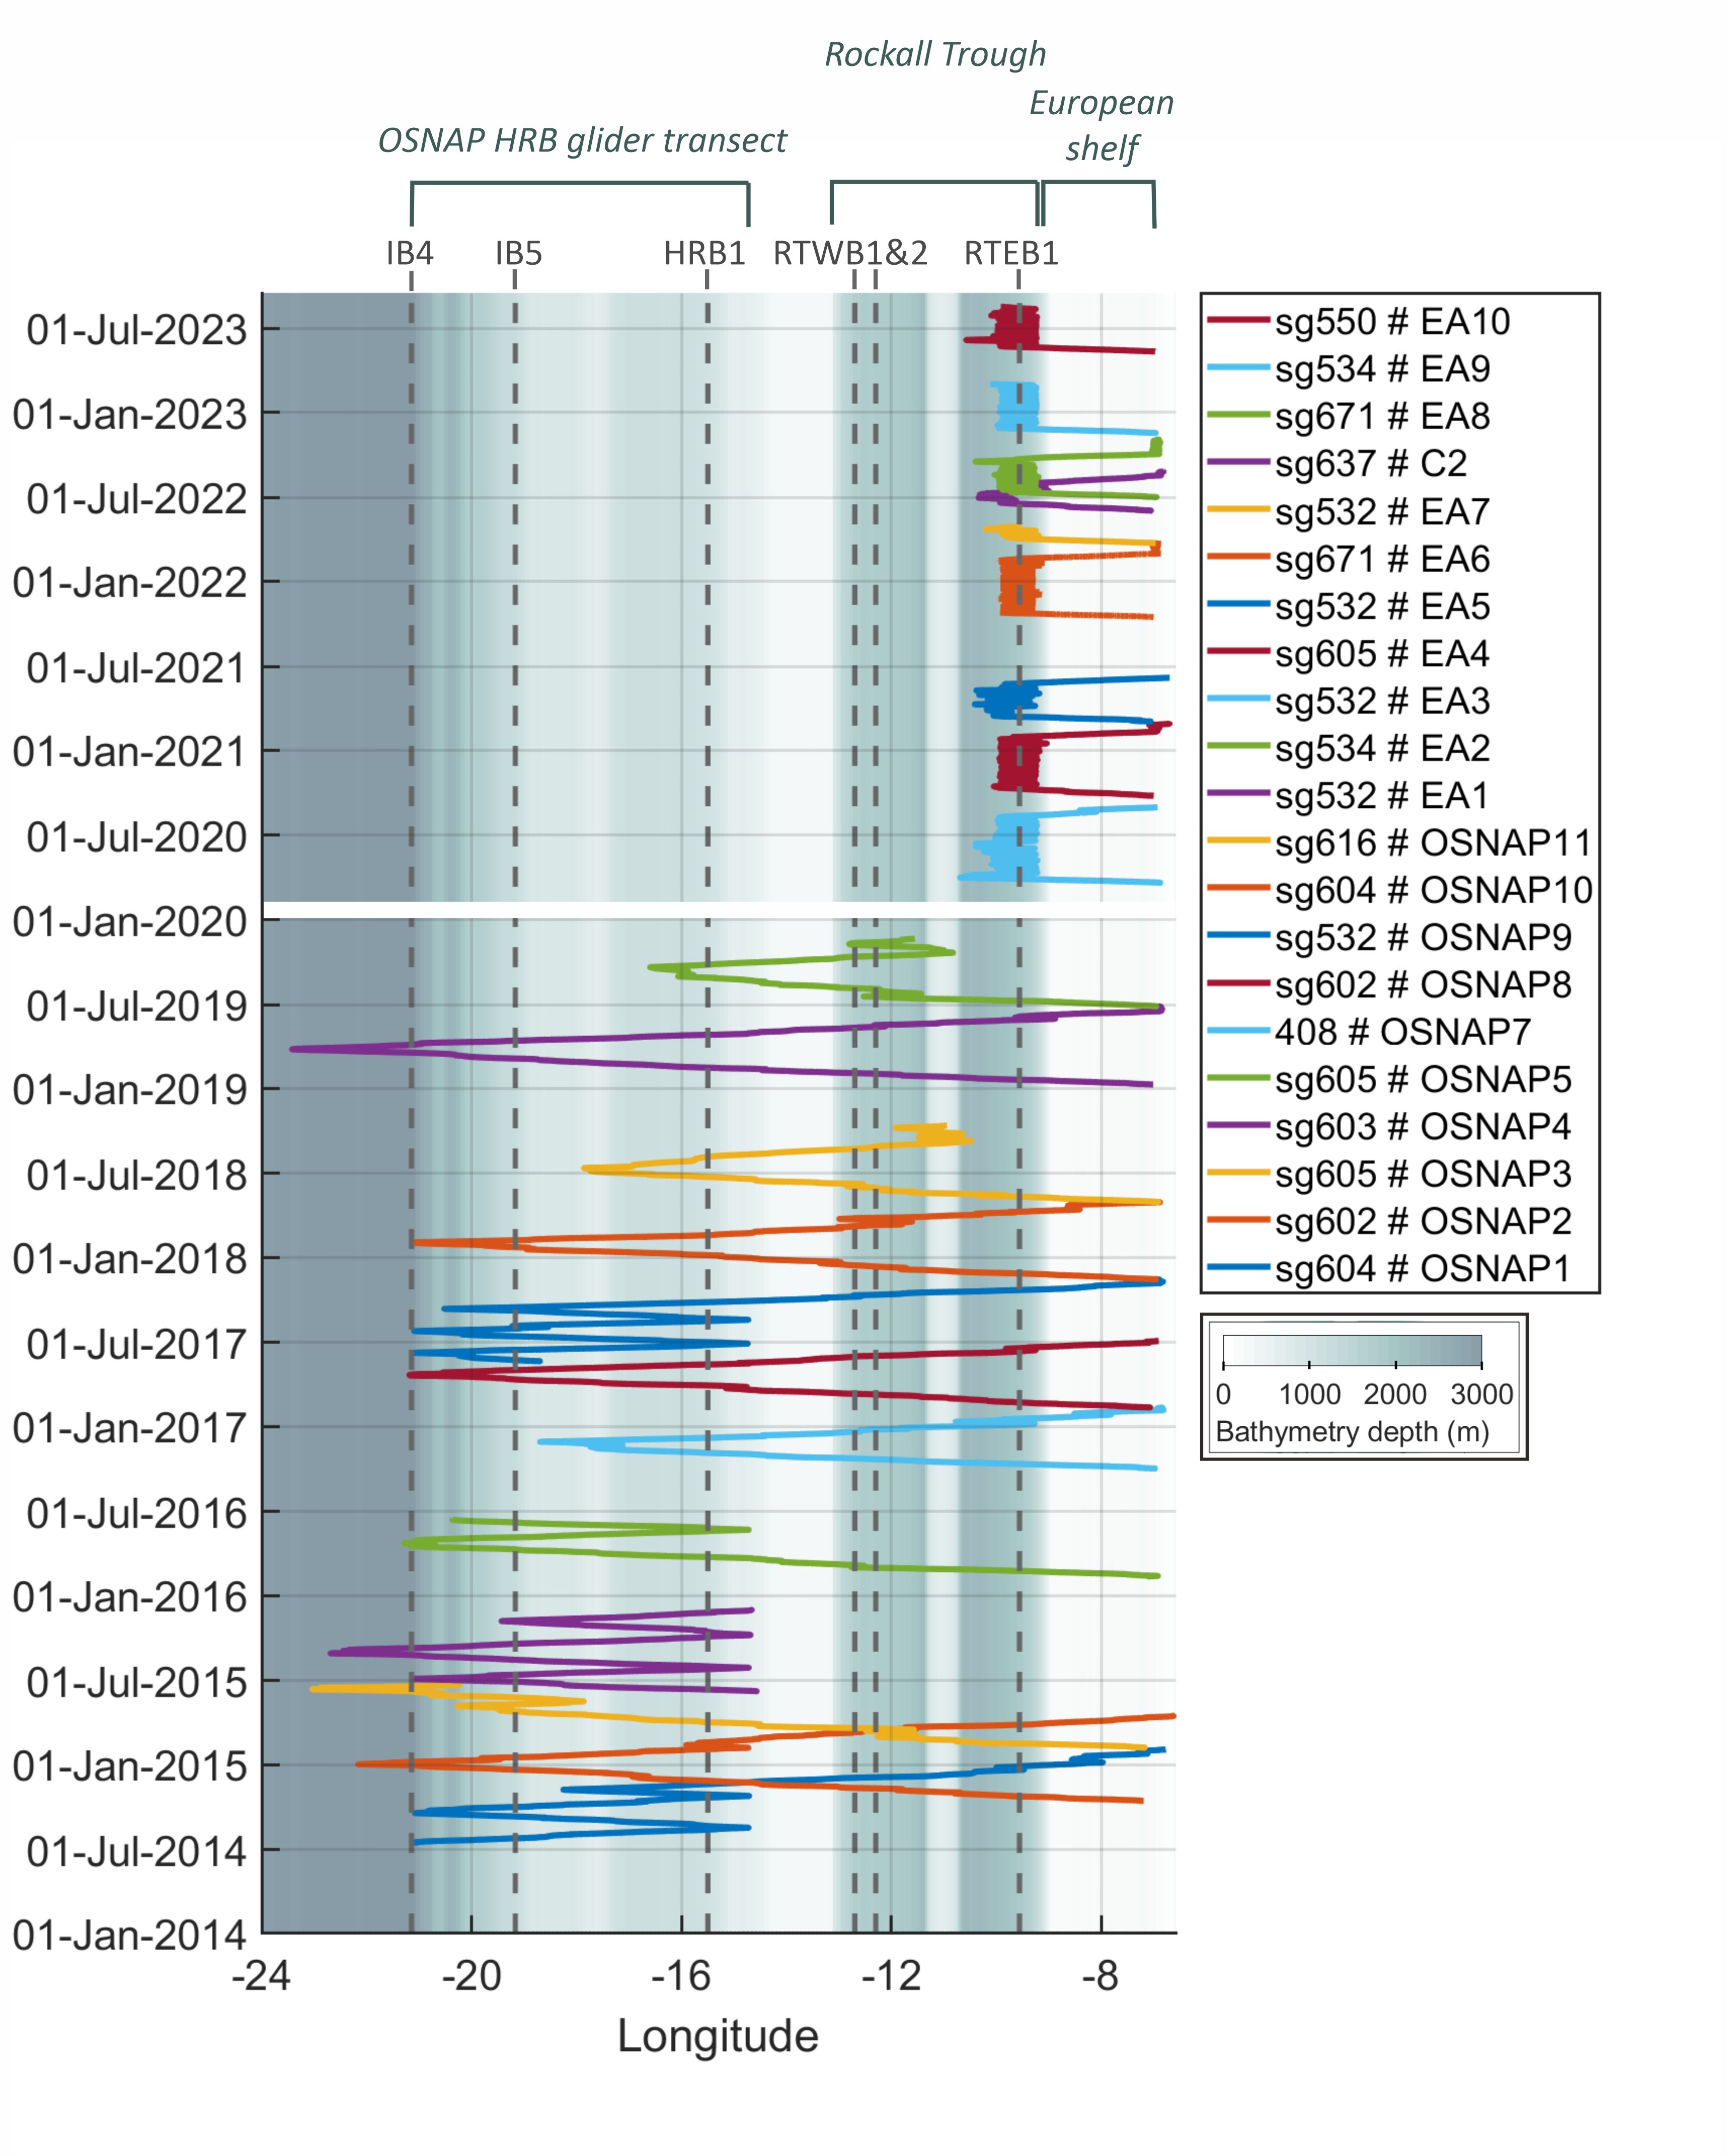 Rockall Trough
European
shelf
OSNAP HRB glider transect
IB4 IB5 HRB1 RTWB1&2 RTEB1
01-Jul-2023
01-Jan-2023
01-Jul-2022
01-Jan-2022
01-Jul-2021
01-Jan-2021
01-Jul-2020
01-Jan-2020
01-Jul-2019
01-Jan-2019
01-Jul-2018
01-Jan-2018
01-Jul-2017
01-Jan-2017
01-Jul-2016
01-Jan-2016
01-Jul-2015
01-Jan-2015
01-Jul-2014
01-Jan-2014
-24 -20 -16 -12 -8
Longitude
sg550 # EA10
sg534 # EA9
sg671 # EA8
sg637 # C2
sg532 # EA7
sg671 # EA6
sg532 # EA5
sg605 # EA4
sg532 # EA3
sg534 # EA2
sg532 # EA1
sg616 # OSNAP11
sg604 # OSNAP10
sg532 # OSNAP9
sg602 # OSNAP8
408 # OSNAP7
sg605 # OSNAP5
sg603 # OSNAP4
sg605 # OSNAP3
sg602 # OSNAP2
sg604 # OSNAP1
0 1000 2000 3000
Bathymetry depth (m)